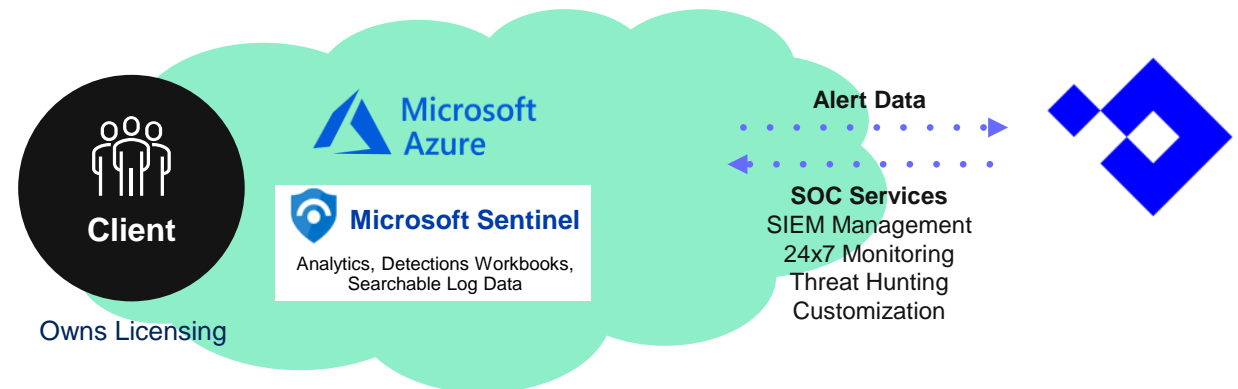 Client
Owns Licensing
Microsoft
Azure
Microsoft Sentinel
Analytics, Detections Workbooks,
Searchable Log Data
Alert Data
SOC Services
SIEM Management
24x7 Monitoring
Threat Hunting
Customization